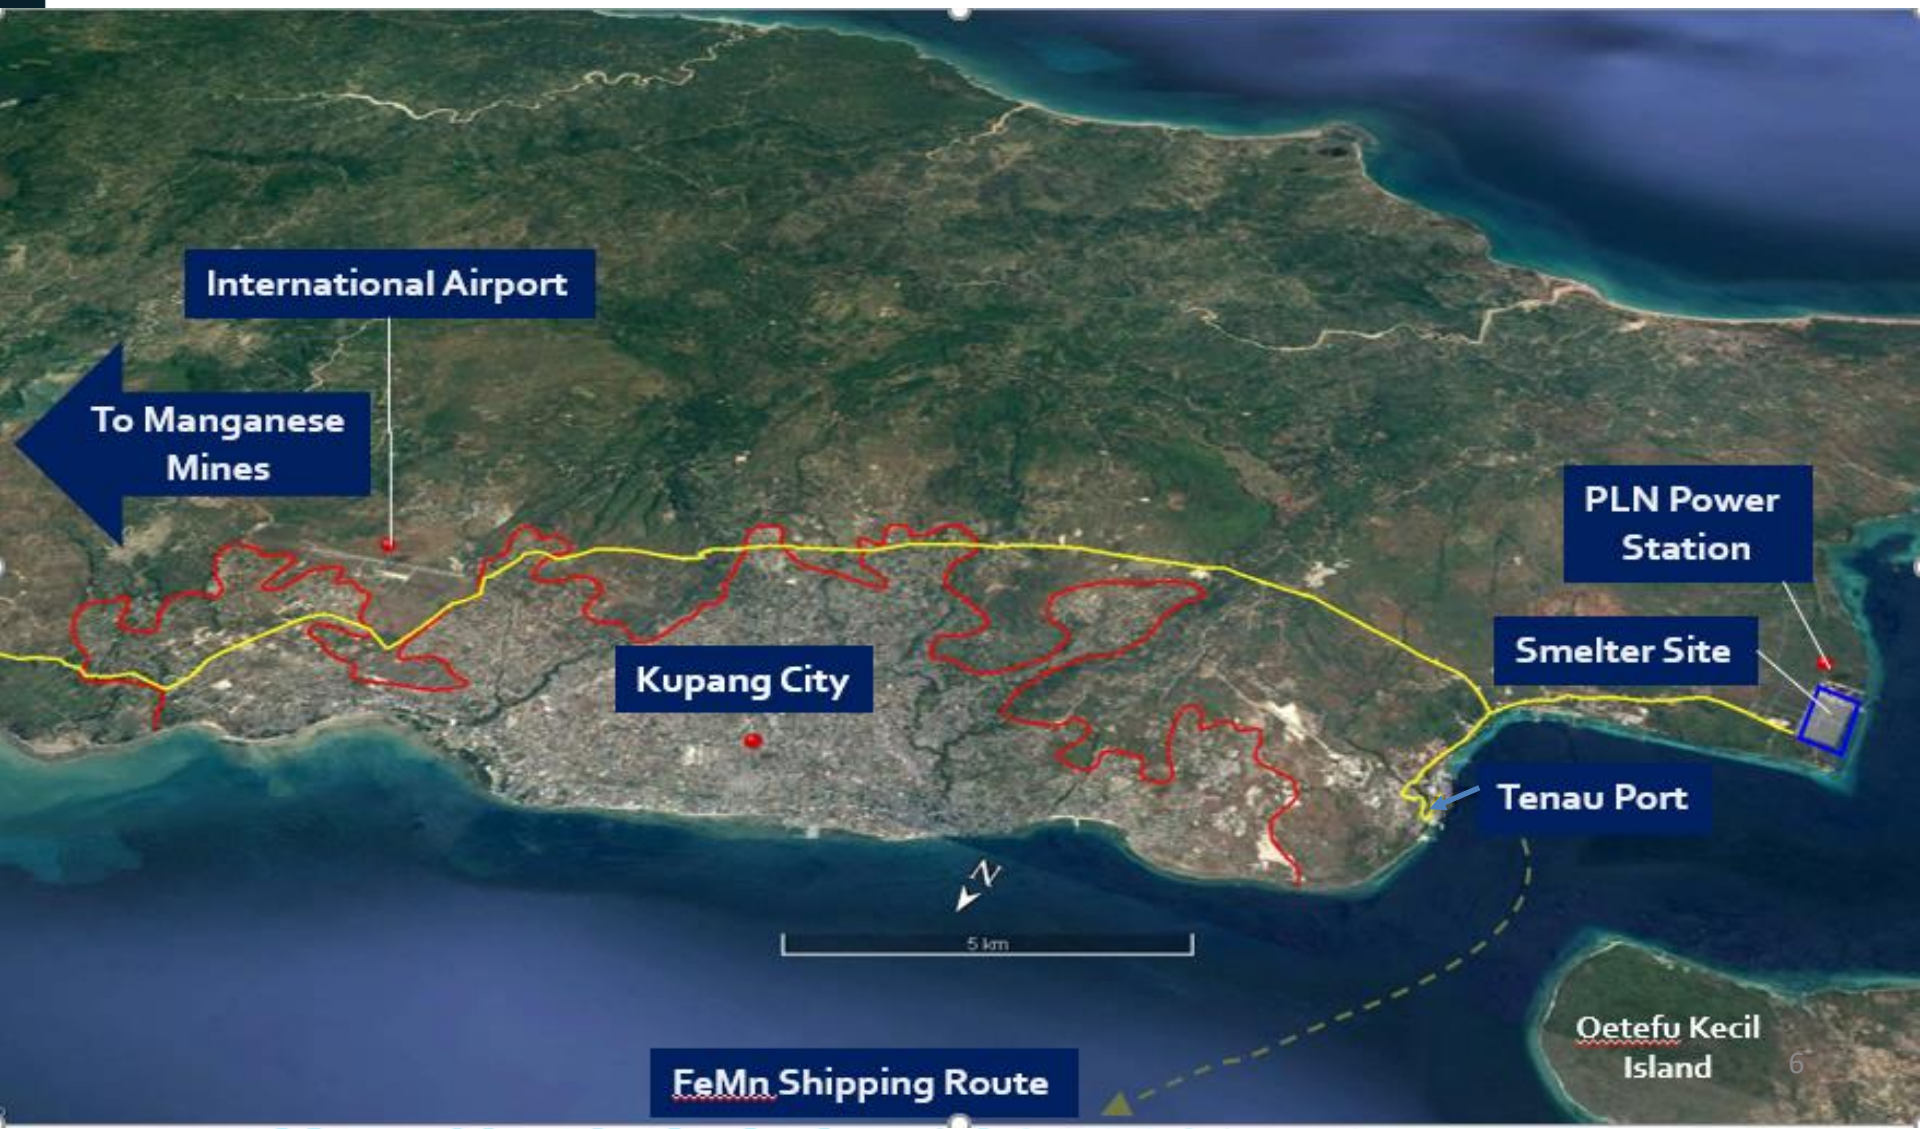 International Airport
To Manganese
Mines
PLN Power
Station
Smelter Site
Kupang City
Tenau Port
N
5 km
Oetefu Kecil
Island
6
FeMn Shipping Route